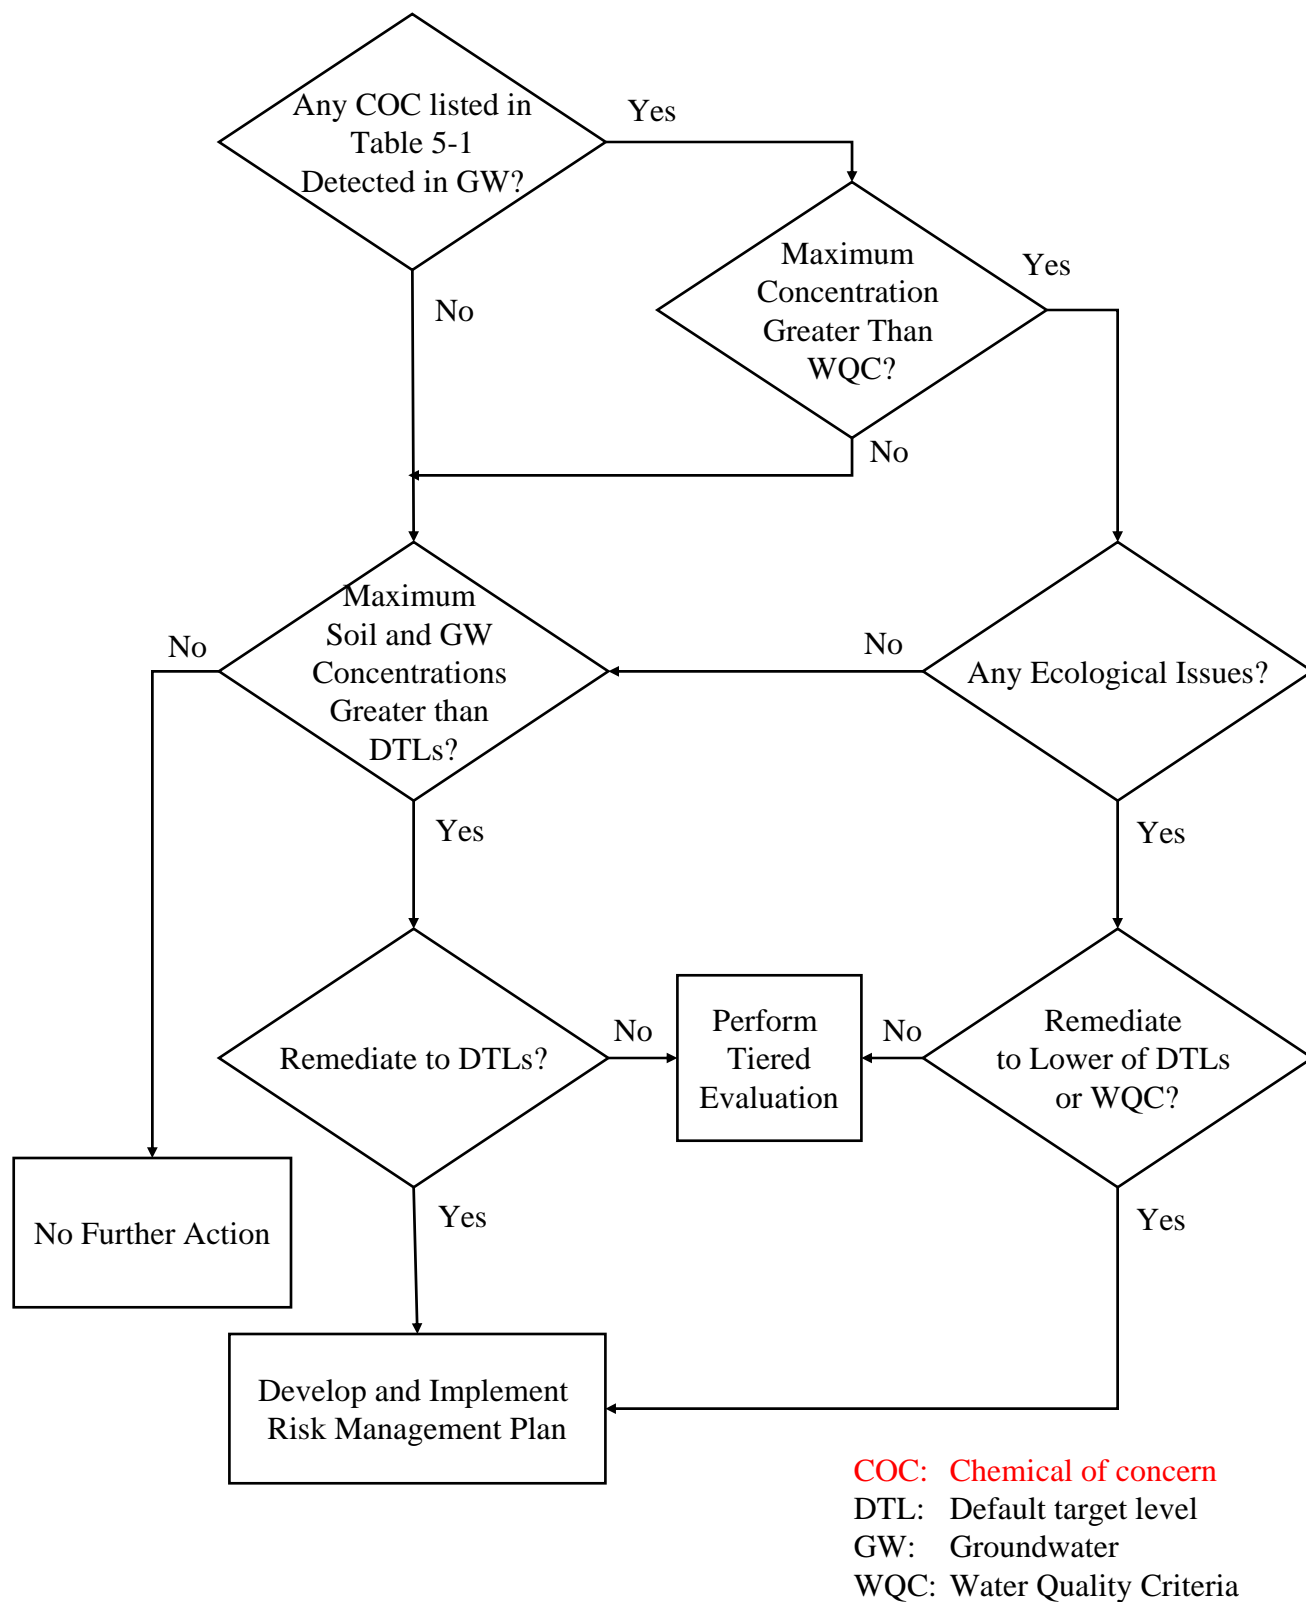 Any COC listed in
Table 5-1
Detected in GW?
Yes
No
Maximum
Concentration
Greater Than
WQC?
Yes
No
Maximum
Soil and GW
Concentrations
Greater than
DTLs?
No
Yes
Any Ecological Issues?
No
Yes
Remediate to DTLs?
No
Yes
Perform
Tiered
Evaluation
Remediate
to Lower of DTLs
or WQC?
No
Yes
No Further Action
Develop and Implement
Risk Management Plan
COC: Chemical of concern
DTL: Default target level
GW: Groundwater
WQC: Water Quality Criteria